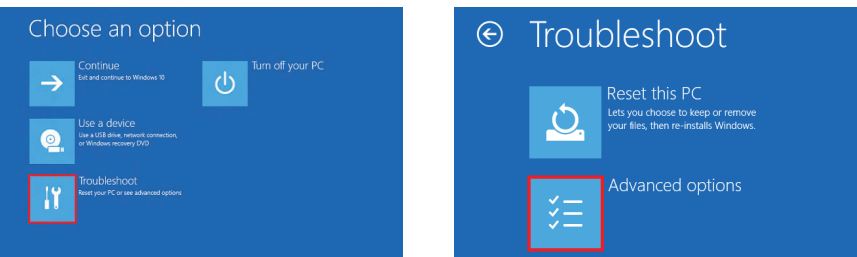 Choose an option
Continue
Exit and continue to Windows 10
Turn off your PC
Use a device
Use a USB drive, network connection,
or Windows recovery DVD
Troubleshoot
Reset your PC or see advanced options
Troubleshoot
Reset this PC
Lets you choose to keep or remove
your files, then re-installs Windows.
Advanced options